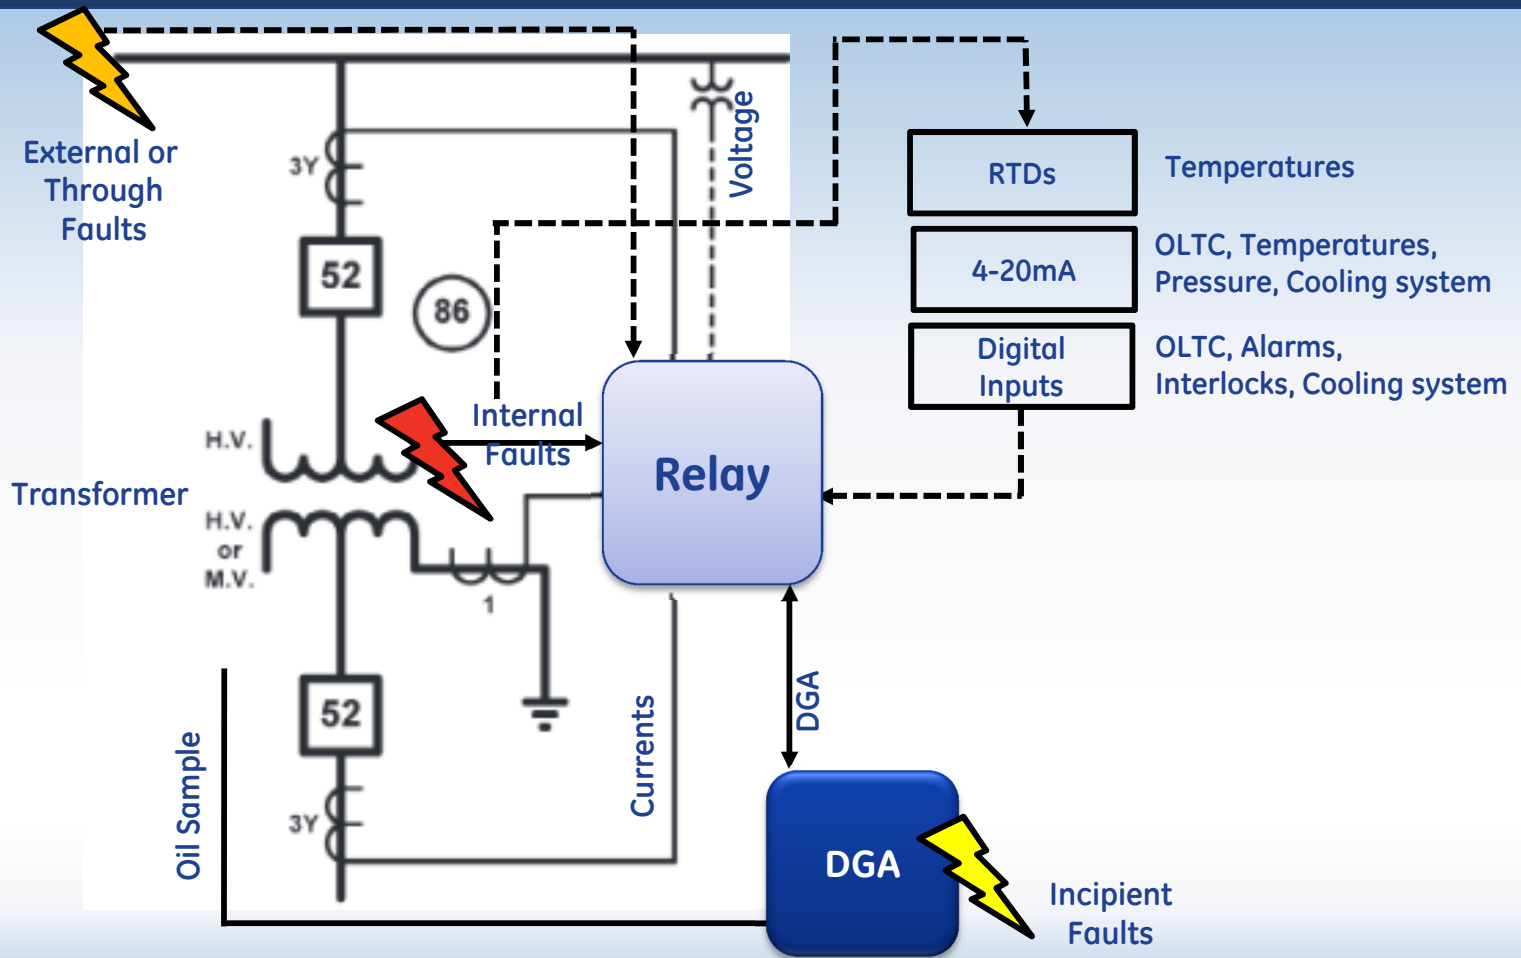 External or
Through
Faults
3Y
52
86
Voltage
RTDs
Temperatures
4-20mA
OLTC, Temperatures,
Pressure, Cooling system
Digital
Inputs
OLTC, Alarms,
Interlocks, Cooling system
H.V.
Internal
Faults
Relay
Transformer
H.V.
or
M.V.
1
52
Currents
DGA
Oil Sample
3Y
DGA
Incipient
Faults